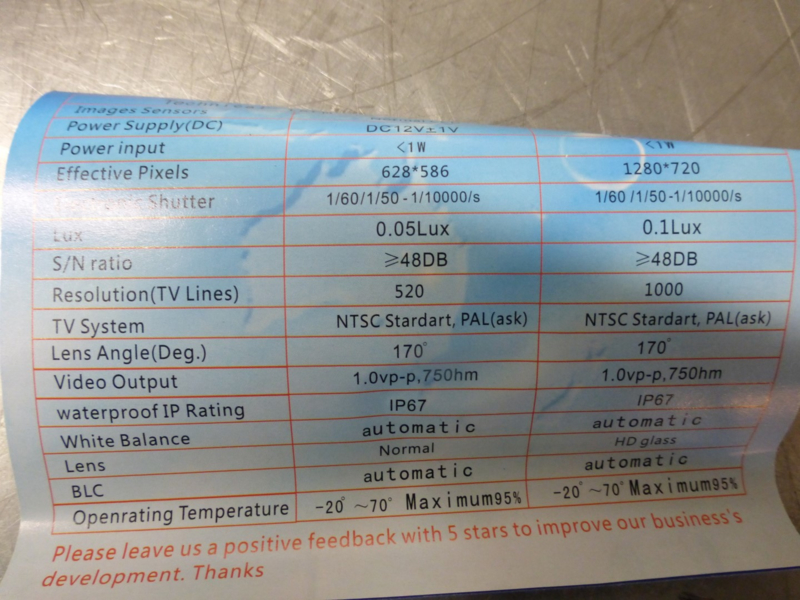 Images Sensors
Power Supply(DC) DC12V±1V
Power input <1W <1W
Effective Pixels 628*586 1280*720
Shutter 1/60/1/50-1/10000/s 1/60/1/50-1/10000/s
Lux 0.05Lux 0.1Lux
S/N ratio ≥48DB ≥48DB
Resolution(TV Lines) 520 1000
TV System NTSC Stardart, PAL(ask) NTSC Stardart, PAL(ask)
Lens Angle(Deg.) 170° 170°
Video Output 1.0vp-p,750hm 1.0vp-p,750hm
waterproof IP Rating IP67 IP67
White Balance automatic automatic
Lens Normal HD glass
BLC automatic automatic
Openrating Temperature -20°~70° Maximum95% -20°~70° Maximum95%
Please leave us a positive feedback with 5 stars to improve our business's
development. Thanks